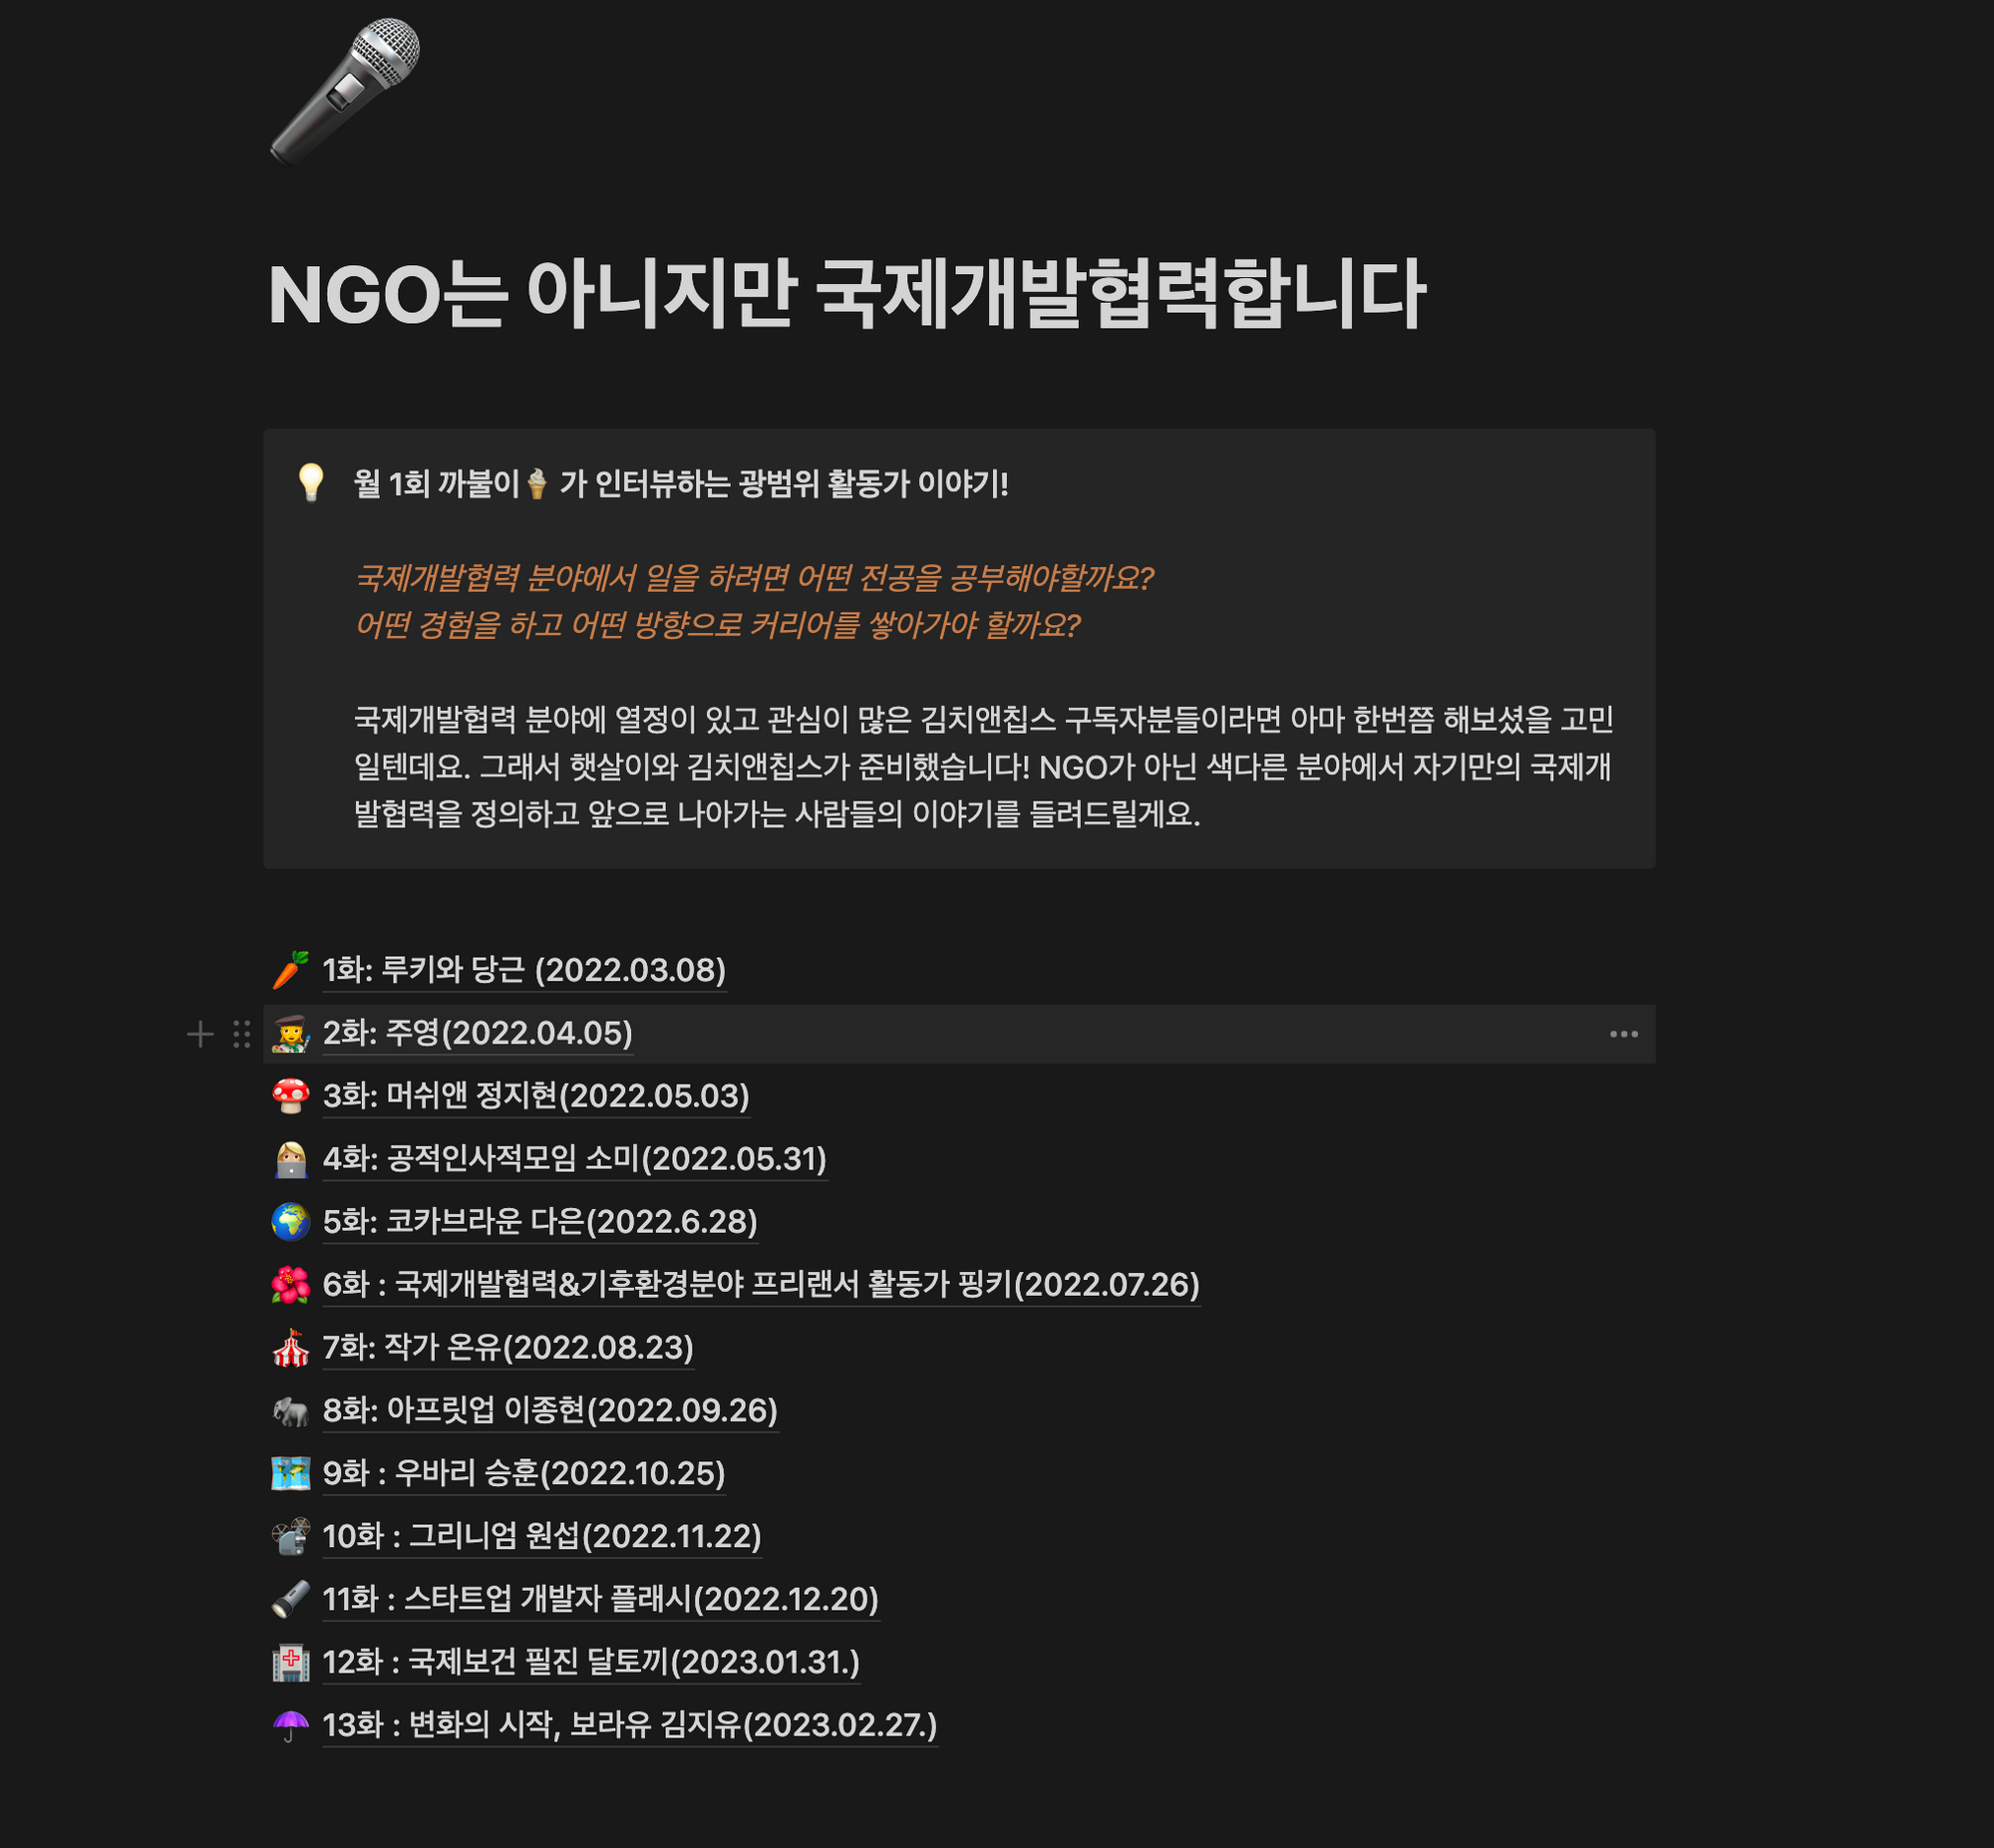 NGO는 아니지만 국제개발협력합니다
월 1회 까불이🍦가 인터뷰하는 광범위 활동가 이야기!
국제개발협력 분야에서 일을 하려면 어떤 전공을 공부해야할까요?
어떤 경험을 하고 어떤 방향으로 커리어를 쌓아가야 할까요?
국제개발협력 분야에 열정이 있고 관심이 많은 김치앤칩스 구독자분들이라면 아마 한번쯤 해보셨을 고민
일텐데요. 그래서 햇살이와 김치앤칩스가 준비했습니다! NGO가 아닌 색다른 분야에서 자기만의 국제개
발협력을 정의하고 앞으로 나아가는 사람들의 이야기를 들려드릴게요.
1화: 루키와 당근 (2022.03.08)
2화: 주영(2022.04.05)
3화: 머쉬앤 정지현(2022.05.03)
4화: 공적인사적모임 소미(2022.05.31)
5화: 코카브라운 다은(2022.6.28)
6화 : 국제개발협력&기후환경분야 프리랜서 활동가 핑키(2022.07.26)
7화: 작가 온유(2022.08.23)
8화: 아프릿업 이종현(2022.09.26)
9화 : 우바리 승훈(2022.10.25)
10화 : 그리니엄 원섭(2022.11.22)
11화 : 스타트업 개발자 플래시(2022.12.20)
12화 : 국제보건 필진 달토끼(2023.01.31.)
13화 : 변화의 시작, 보라유 김지유(2023.02.27.)